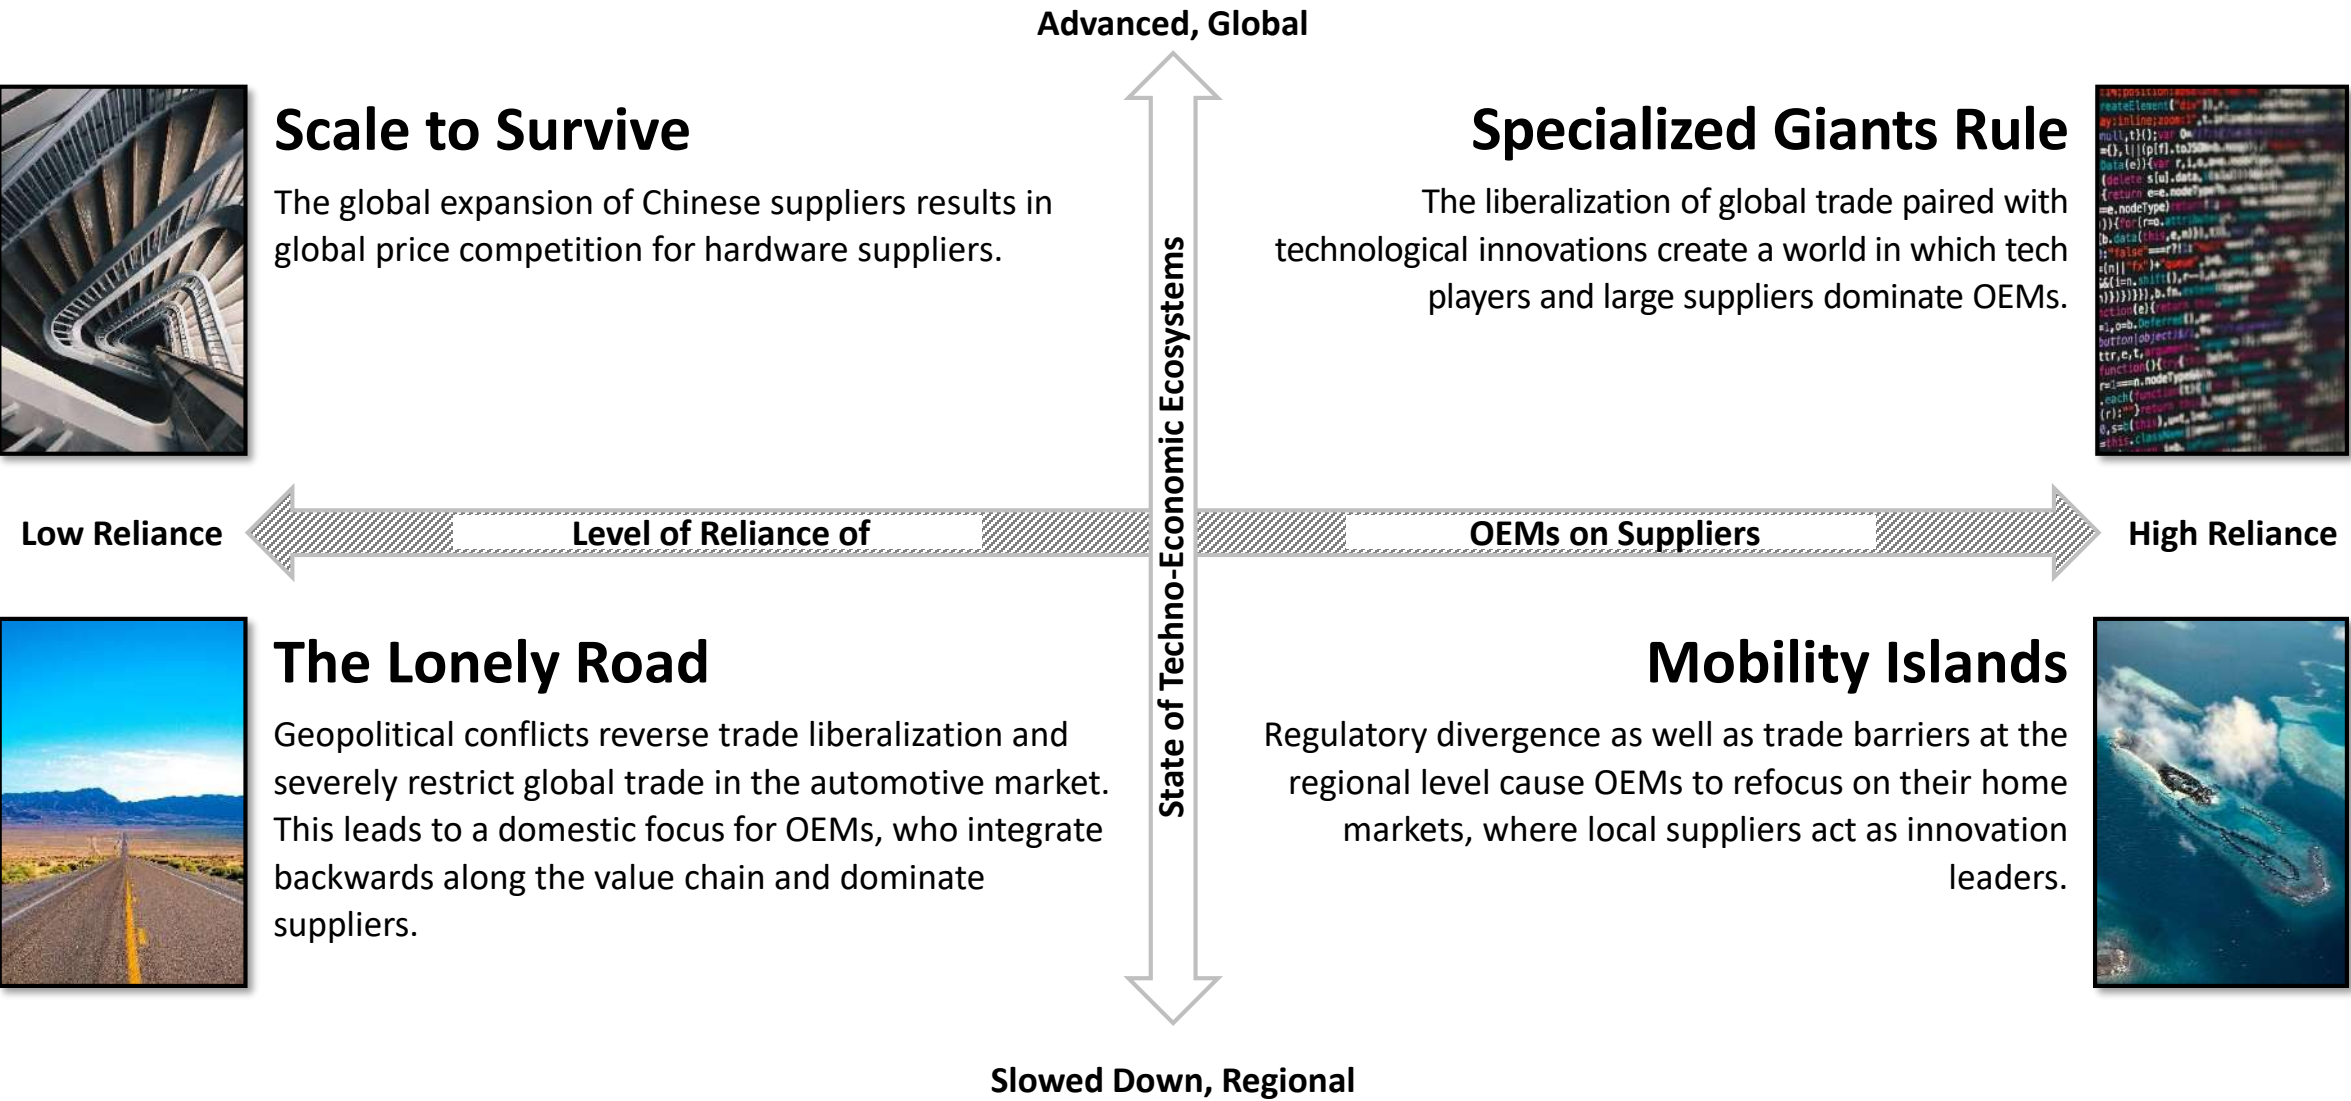 Advanced, Global
Scale to Survive
The global expansion of Chinese suppliers results in
global price competition for hardware suppliers.
Specialized Giants Rule
The liberalization of global trade paired with
technological innovations create a world in which tech
players and large suppliers dominate OEMs.
State of Techno-Economic Ecosystems
Low Reliance
Level of Reliance of
OEMs on Suppliers
High Reliance
The Lonely Road
Geopolitical conflicts reverse trade liberalization and
severely restrict global trade in the automotive market.
This leads to a domestic focus for OEMs, who integrate
backwards along the value chain and dominate
suppliers.
Mobility Islands
Regulatory divergence as well as trade barriers at the
regional level cause OEMs to refocus on their home
markets, where local suppliers act as innovation
leaders.
Slowed Down, Regional